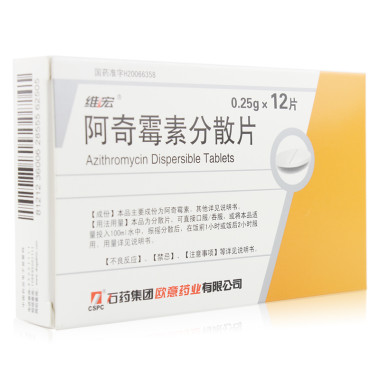 国药准字H20066358
维宏
0.25g×12片
阿奇霉素分散片
Azithromycin Dispersible Tablets
【成份】本品主要成份为阿奇霉素，其他详见说明书。
【用法用量】本品为分散片，可直接口服/吞服，或将本品适
量投入100ml水中，振摇分散后，在饭前1小时或饭后2小时服
用，用量详见说明书。
【不良反应】、【禁忌】、【注意事项】等详见说明书。
CSPC
石药集团欧意药业有限公司